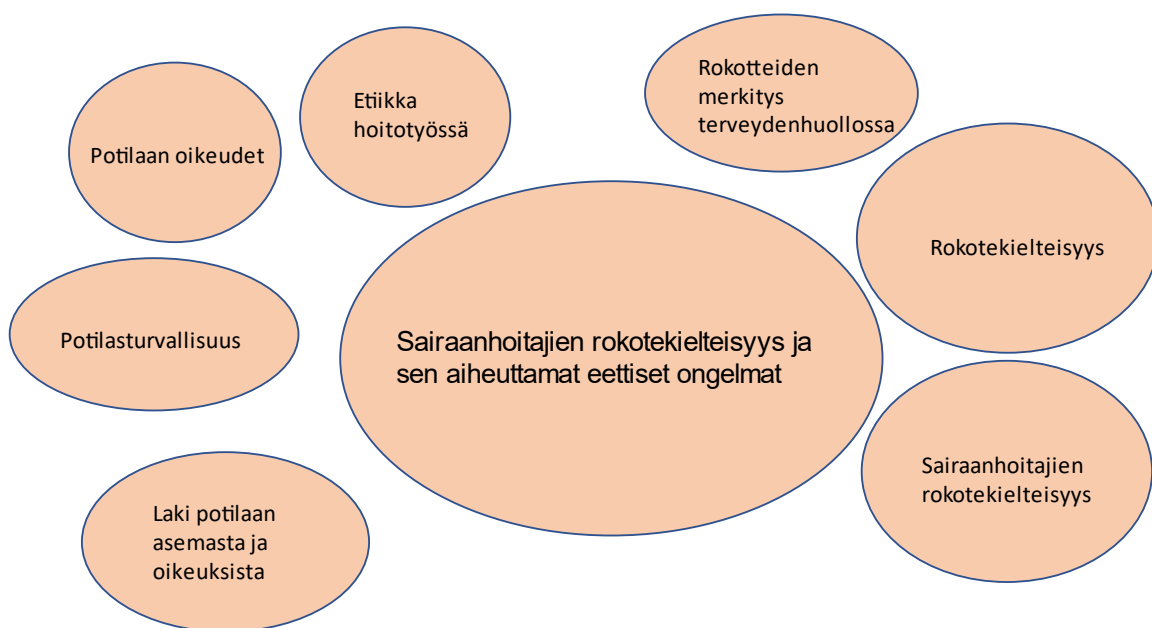 Potilaan oikeudet
Etiikka
hoitotyössä
Rokotteiden
merkitys
terveydenhuollossa
Rokotekielteisyys
Potilasturvallisuus
Sairaanhoitajien rokotekielteisyys ja
sen aiheuttamat eettiset ongelmat
Sairaanhoitajien
rokotekielteisyys
Laki potilaan
asemasta ja
oikeuksista